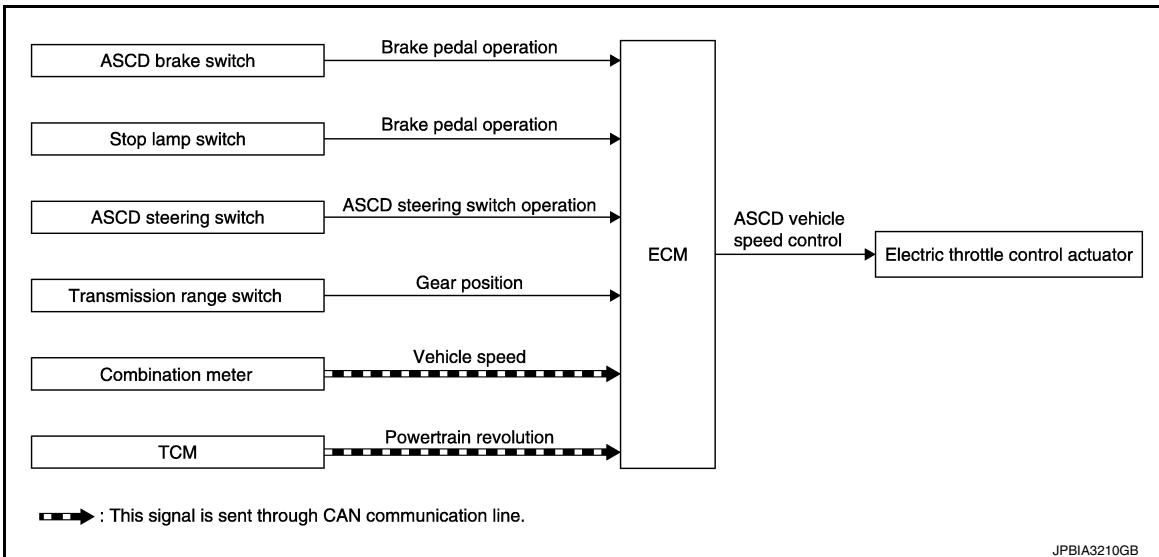 ASCD brake switch
Brake pedal operation
Stop lamp switch
Brake pedal operation
ASCD steering switch
ASCD steering switch operation
Transmission range switch
Gear position
Combination meter
Vehicle speed
TCM
Powertrain revolution
ECM
ASCD vehicle
speed control
Electric throttle control actuator
: This signal is sent through CAN communication line.
JPBIA3210GB